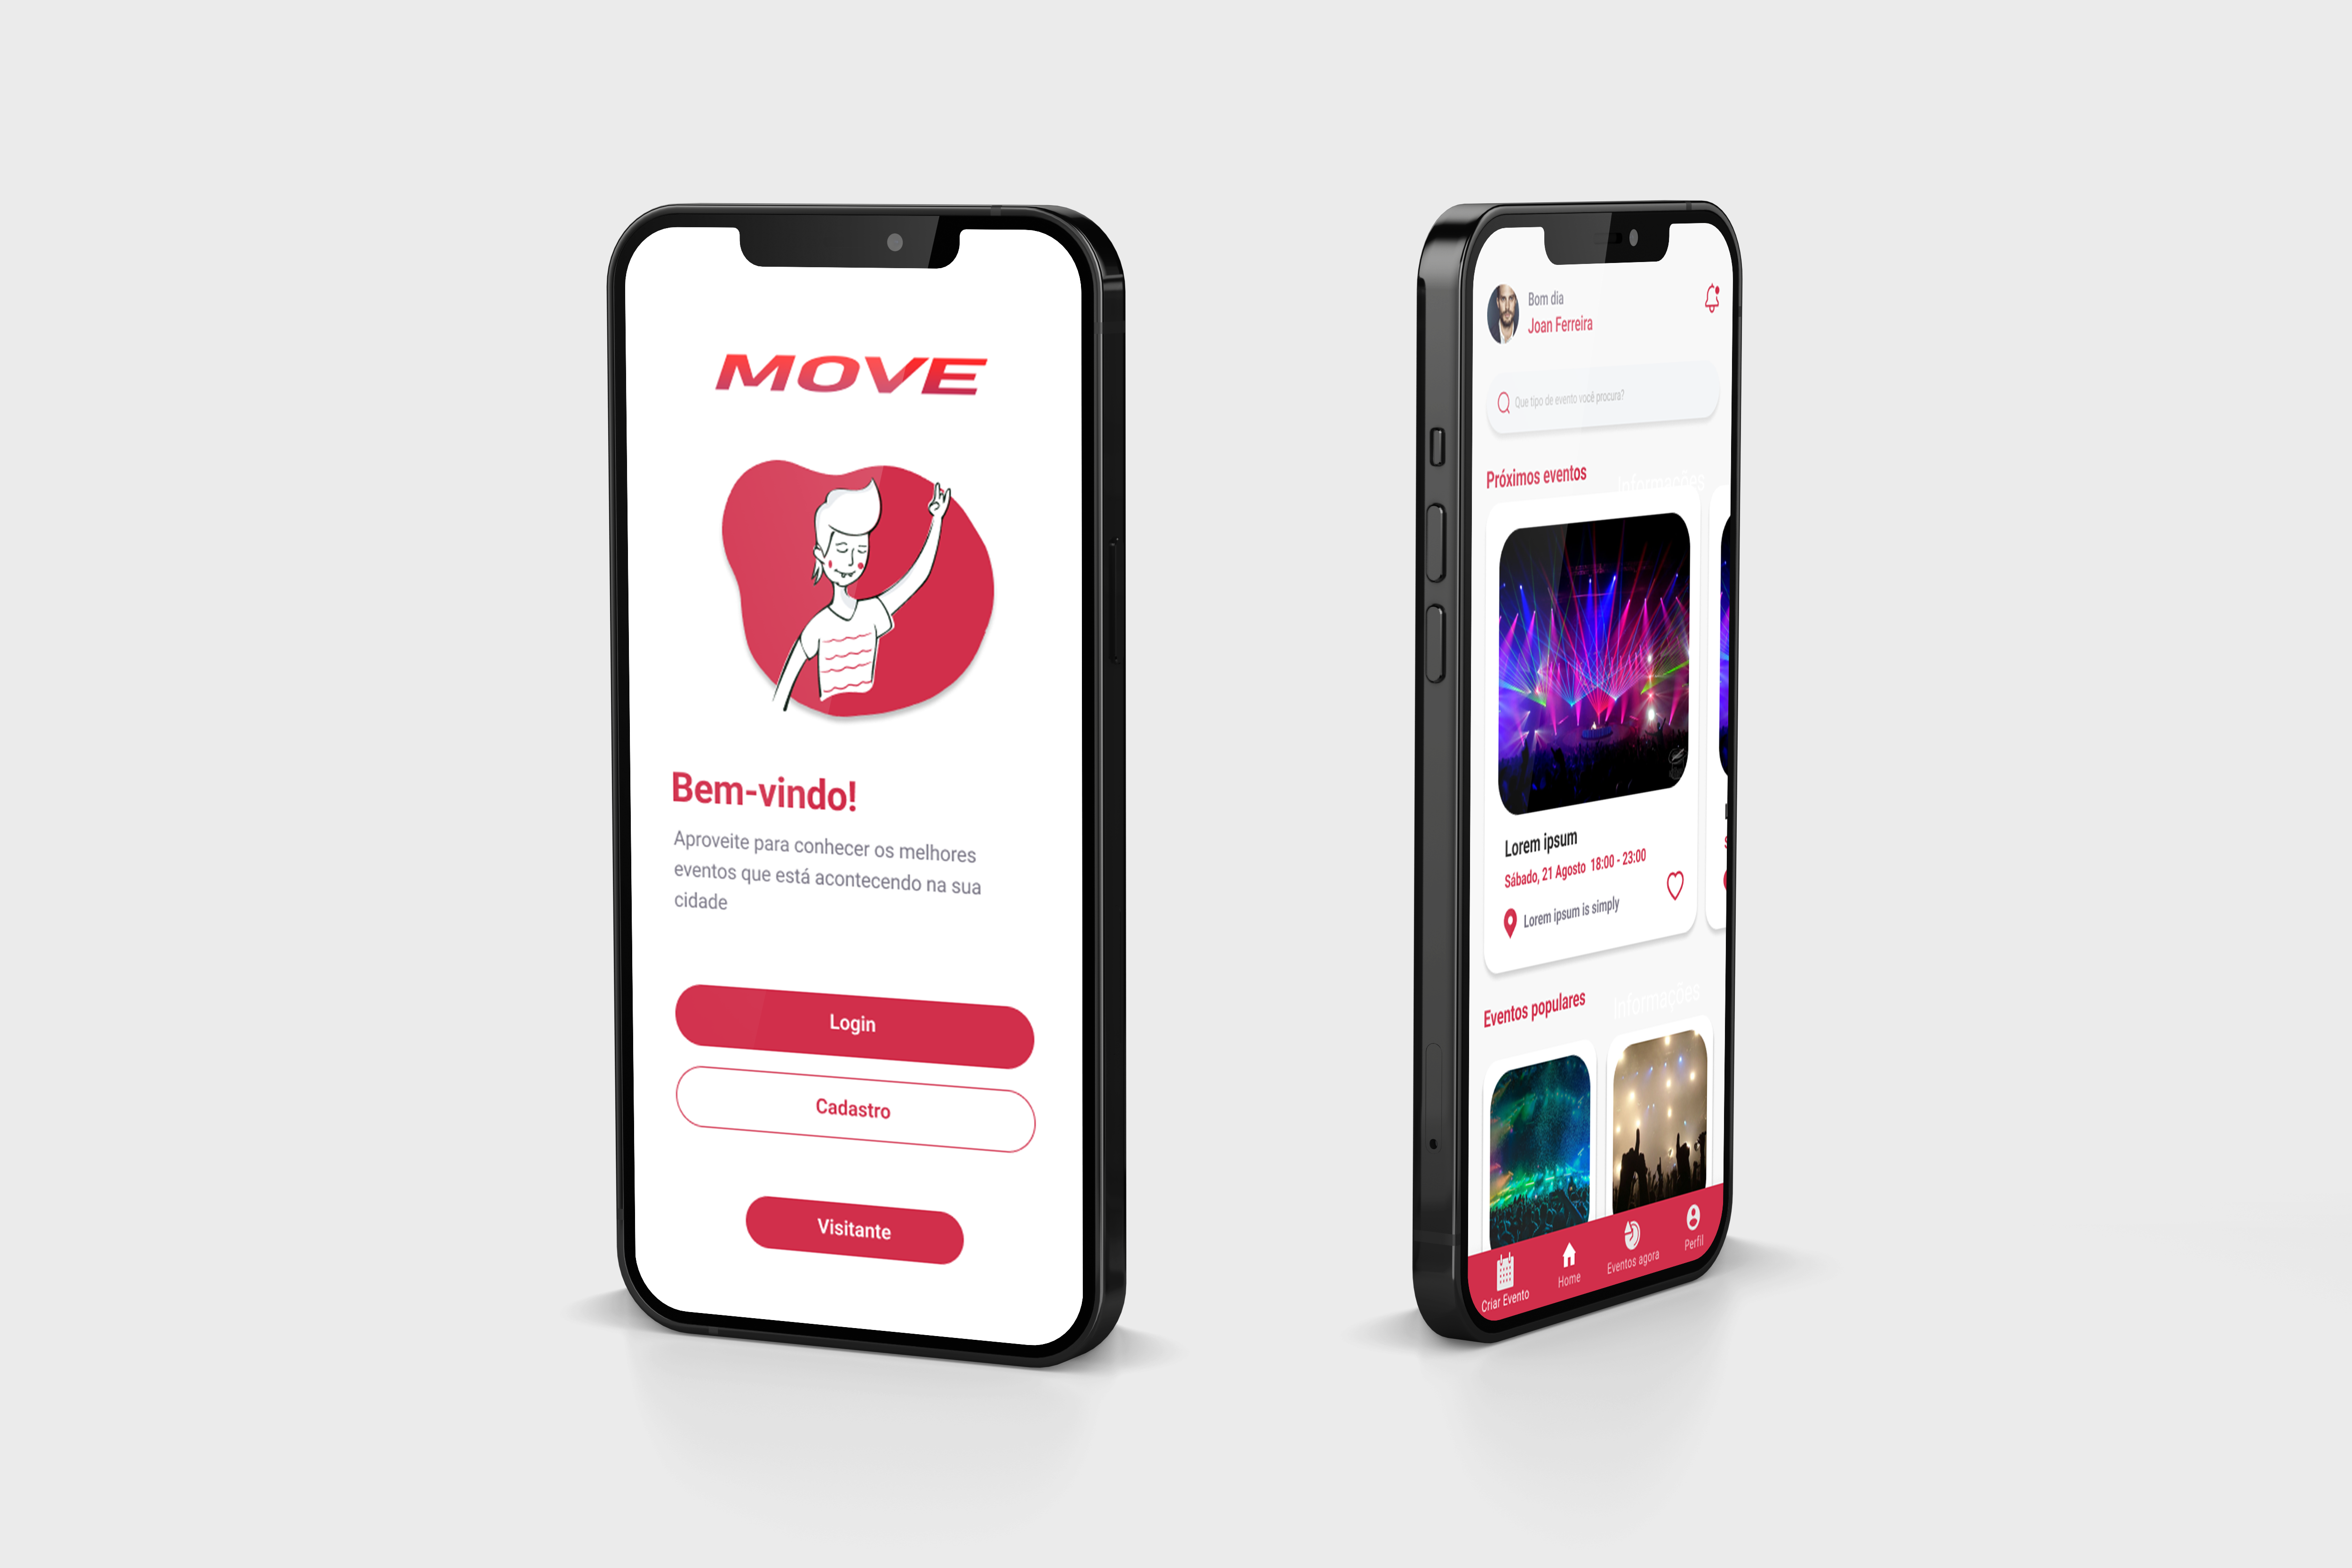 MOVE
Bem-vindo!
Aproveite para conhecer os melhores
eventos que está acontecendo na sua
cidade
Login
Cadastro
Visitante
Bom dia
Joan Ferreira
Que tipo de evento você procura?
Próximos eventos
Informações
Lorem ipsum
Sábado, 21 Agosto 18:00 - 23:00
Lorem ipsum is simply
Eventos populares
Informações
Criar Evento
Home
Eventos agora
Perfil